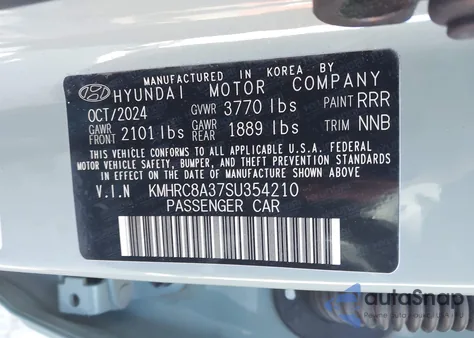 MANUFACTURED IN KOREA BY
HYUNDAI MOTOR COMPANY
OCT/2024 GVWR 3770 lbs PAINT RRR
GAWR FRONT 2101 lbs GAWR REAR 1889 lbs TRIM NNB
THIS VEHICLE CONFORMS TO ALL APPLICABLE U.S.A. FEDERAL
MOTOR VEHICLE SAFETY, BUMPER, AND THEFT PREVENTION STANDARDS
IN EFFECT ON THE DATE OF MANUFACTURE SHOWN ABOVE.
V.I.N KMHRC8A37SU354210
PASSENGER CAR
autoSnap